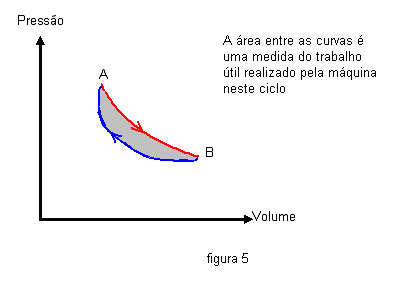 Pressão
A área entre as curvas é
uma medida do trabalho
útil realizado pela máquina
neste ciclo
A
B
Volume
figura 5